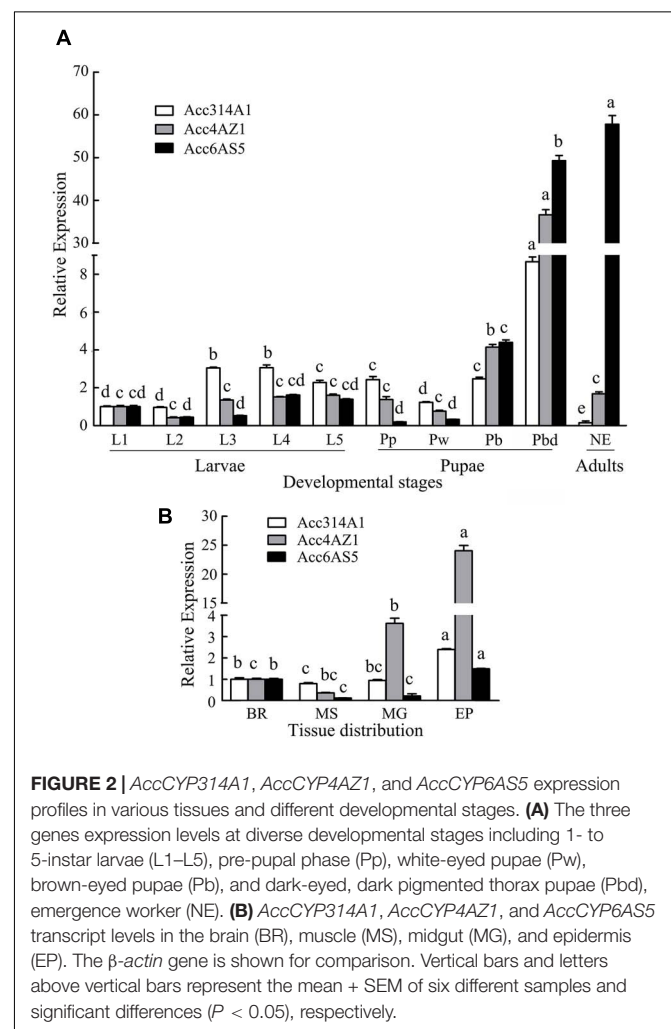 A
70
60
50
40
30
8
6
4
2
0
Relative Expression
Acc314A1
Acc4AZ1
Acc6AS5
d c cd
d c d
b c d
b c cd
c c cd
c c d
d c d
c b c
a a b
e c a
L1 L2 L3 L4 L5 Pp Pw Pb Pbd NE
Larvae Pupae Adults
Developmental stages
B
30
25
20
15
4
3
2
1
0
Relative Expression
Acc314A1
Acc4AZ1
Acc6AS5
b c b
c bc c
bc b c
a a a
BR MS MG EP
Tissue distribution
FIGURE 2 | AccCYP314A1, AccCYP4AZ1, and AccCYP6AS5 expression
profiles in various tissues and different developmental stages. (A) The three
genes expression levels at diverse developmental stages including 1- to
5-instar larvae (L1–L5), pre-pupal phase (Pp), white-eyed pupae (Pw),
brown-eyed pupae (Pb), and dark-eyed, dark pigmented thorax pupae (Pbd),
emergence worker (NE). (B) AccCYP314A1, AccCYP4AZ1, and AccCYP6AS5
transcript levels in the brain (BR), muscle (MS), midgut (MG), and epidermis
(EP). The β-actin gene is shown for comparison. Vertical bars and letters
above vertical bars represent the mean + SEM of six different samples and
significant differences (P < 0.05), respectively.